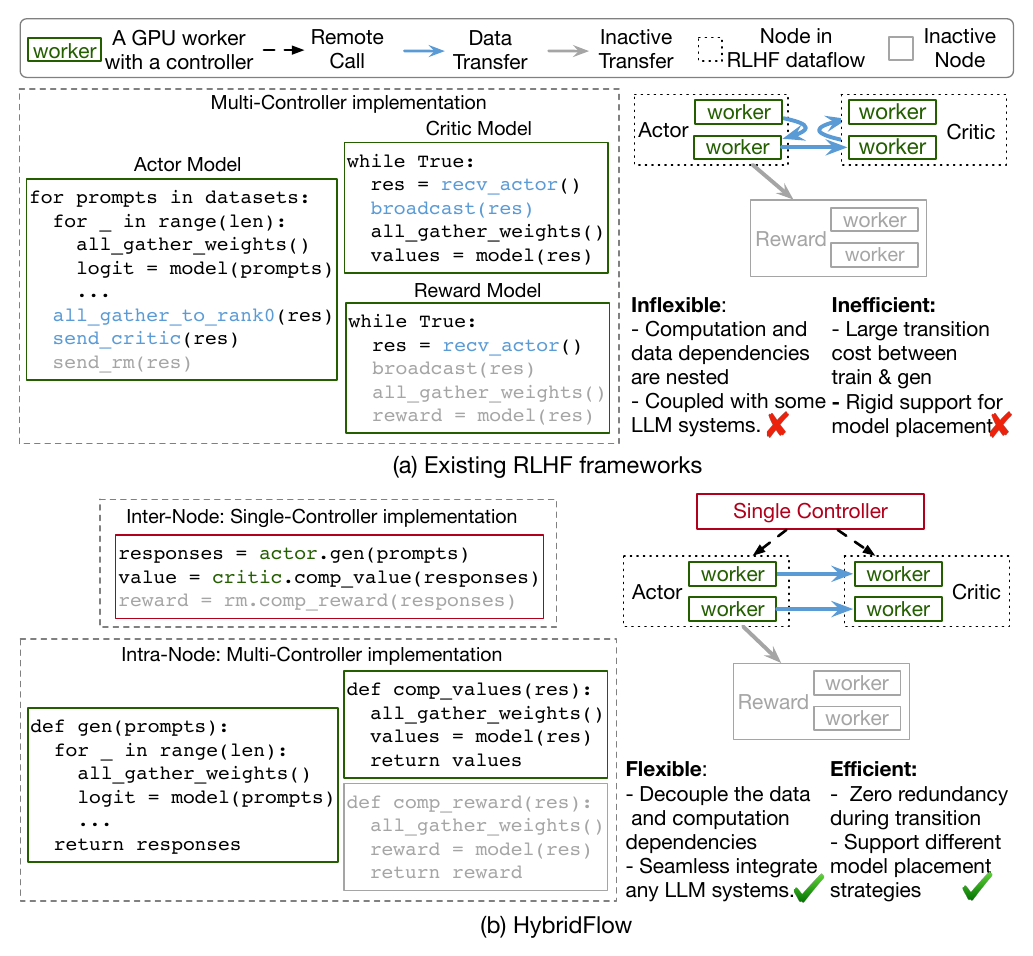 worker
A GPU worker
with a controller
Remote
Call
Data
Transfer
Inactive
Transfer
Node in
RLHF dataflow
Inactive
Node
Multi-Controller implementation
Actor Model
for prompts in datasets:
for _ in range(len):
all_gather_weights()
logit = model(prompts)
...
all_gather_to_rank0(res)
send_critic(res)
send_rm(res)
Critic Model
while True:
res = recv_actor()
broadcast(res)
all_gather_weights()
values = model(res)
Reward Model
while True:
res = recv_actor()
broadcast(res)
all_gather_weights()
reward = model(res)
Actor
worker
worker
worker
worker
Critic
Reward
worker
worker
Inflexible:
- Computation and
data dependencies
are nested
- Coupled with some
LLM systems.
Inefficient:
- Large transition
cost between
train & gen
- Rigid support for
model placement
(a) Existing RLHF frameworks
Inter-Node: Single-Controller implementation
responses = actor.gen(prompts)
value = critic.comp_value(responses)
reward = rm.comp_reward(responses)
Intra-Node: Multi-Controller implementation
def gen(prompts):
for _ in range(len):
all_gather_weights()
logit = model(prompts)
...
return responses
def comp_values(res):
all_gather_weights()
values = model(res)
return values
def comp_reward(res):
all_gather_weights()
reward = model(res)
return reward
Single Controller
Actor
worker
worker
worker
worker
Critic
Reward
worker
worker
Flexible:
- Decouple the data
and computation
dependencies
- Seamless integrate
any LLM systems.
Efficient:
- Zero redundancy
during transition
- Support different
model placement
strategies
(b) HybridFlow